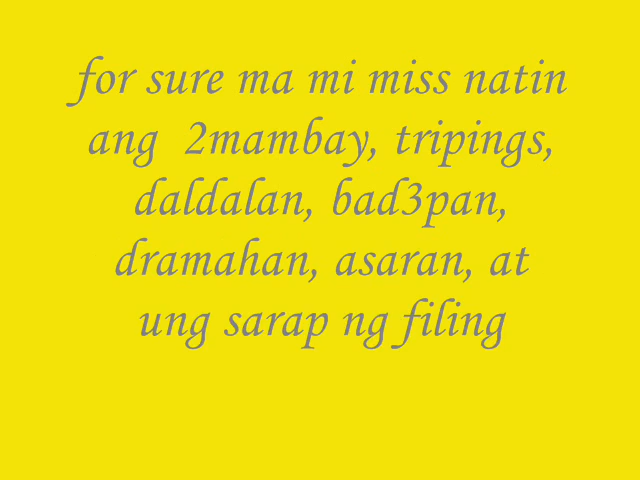 for sure ma mi miss natin
ang 2mambay, tripings,
daldalan, bad3pan,
dramahan, asaran, at
ung sarap ng filing